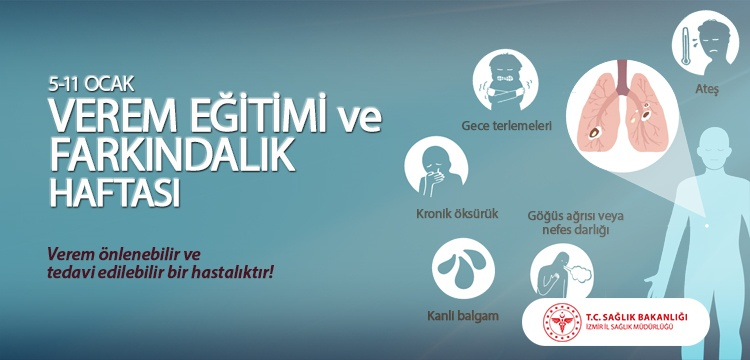 5-11 OCAK
VEREM EĞİTİMİ ve
FARKINDALIK
HAFTASI
Verem önlenebilir ve
tedavi edilebilir bir hastalıktır!
Ateş
Gece terlemeleri
Kronik öksürük
Göğüs ağrısı veya
nefes darlığı
Kanli balgam
T.C. SAĞLIK BAKANLIĞI
İZMİR İL SAĞLIK MÜDÜRLÜĞÜ